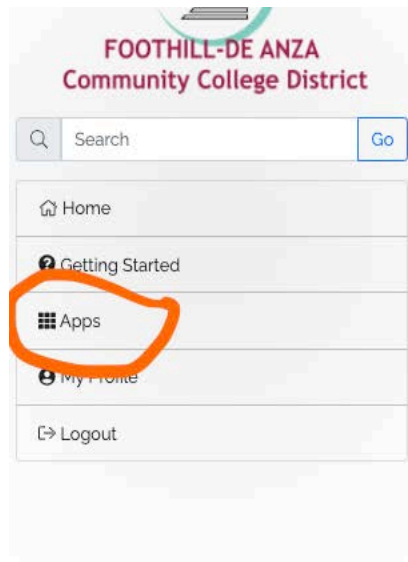 FOOTHILL-DE ANZA
Community College District
Search
Go
Home
Getting Started
Apps
My Profile
Logout